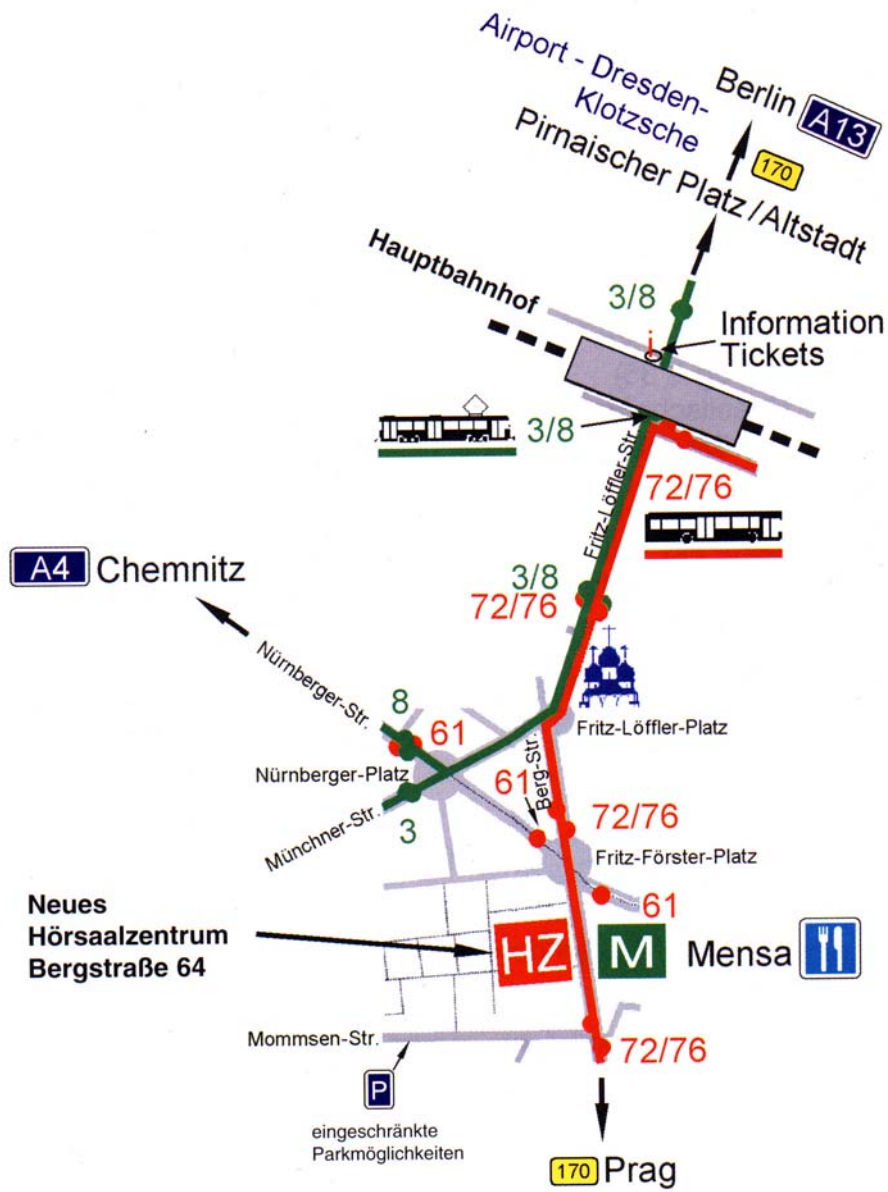 Airport - Dresden-
Klotzsche
Berlin A13
170
Pirnaischer Platz/Altstadt
Hauptbahnhof
3/8
i
Information
Tickets
3/8
Fritz-Löffler-Str.
72/76
A4 Chemnitz
3/8
72/76
Nürnberger-Str.
8
61
Fritz-Löffler-Platz
Nürnberger-Platz
61
Berg-Str.
Münchner-Str.
3
72/76
Fritz-Förster-Platz
61
Neues
Hörsaalzentrum
Bergstraße 64
HZ
M
Mensa
Mommsen-Str.
72/76
P
eingeschränkte
Parkmöglichkeiten
170 Prag